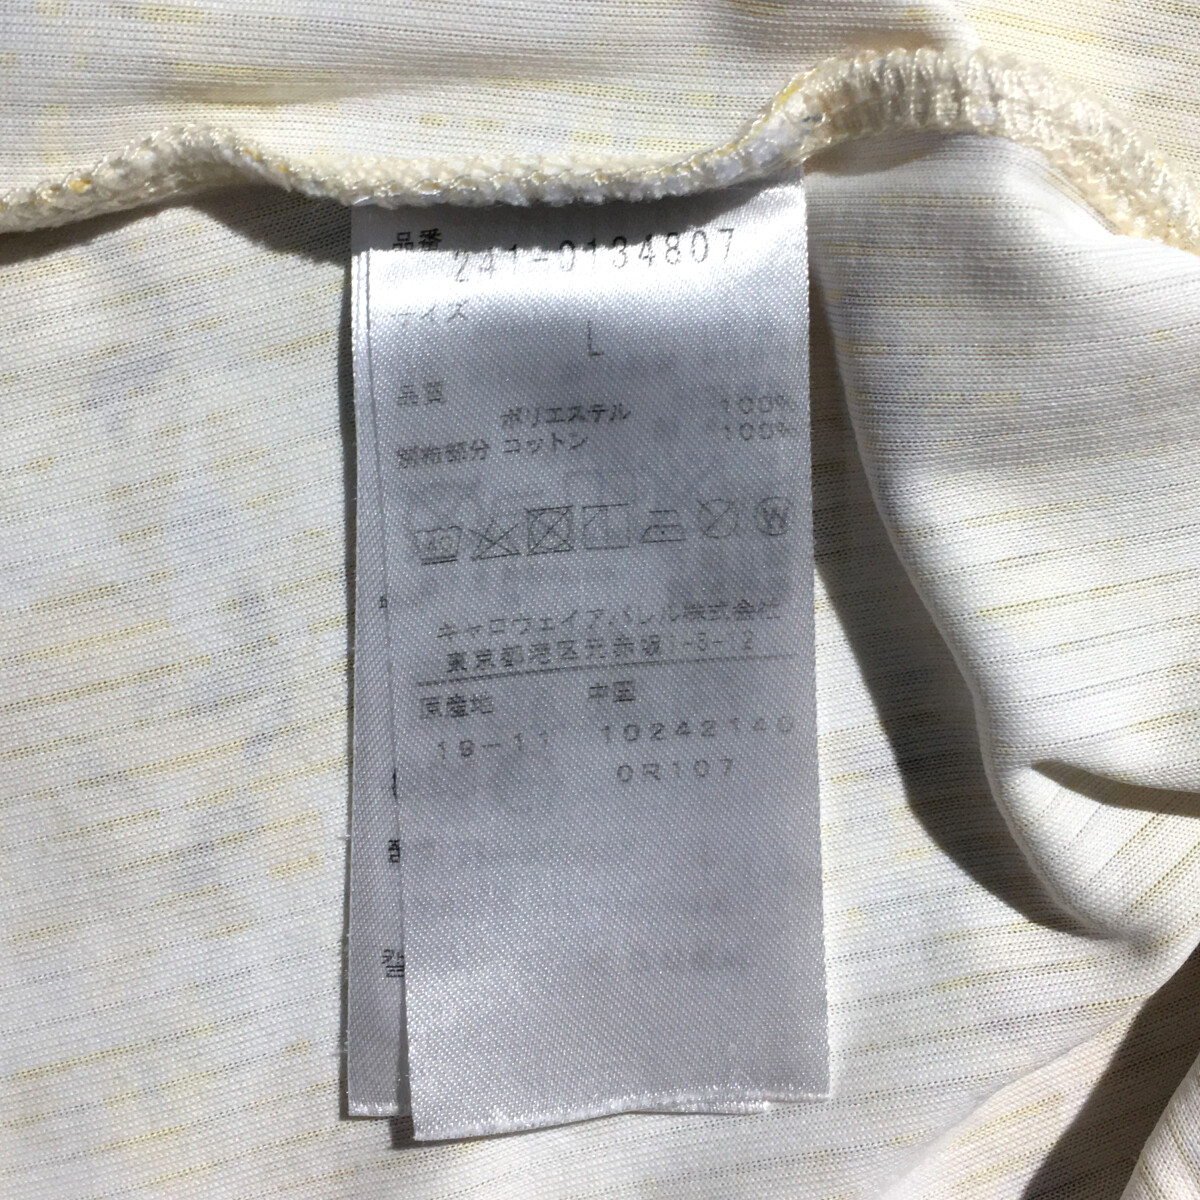 品番
241-0134807
サイズ
L
品質
ポリエステル 100%
別布部分 コットン 100%
キャロウェイアパレル株式会社
東京都港区元赤坂1-3-12
原産地 中国
19-11 10242140
0R107